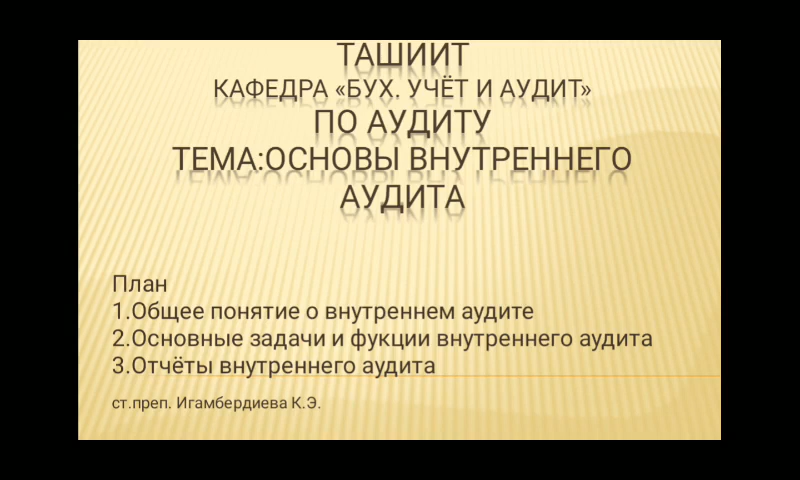 ТАШИИТ
КАФЕДРА «БУХ. УЧЁТ И АУДИТ»
ПО АУДИТУ
ТЕМА:ОСНОВЫ ВНУТРЕННЕГО
АУДИТА
План
1.Общее понятие о внутреннем аудите
2.Основные задачи и фукции внутреннего аудита
3.Отчёты внутреннего аудита
ст.преп. Игамбердиева К.Э.